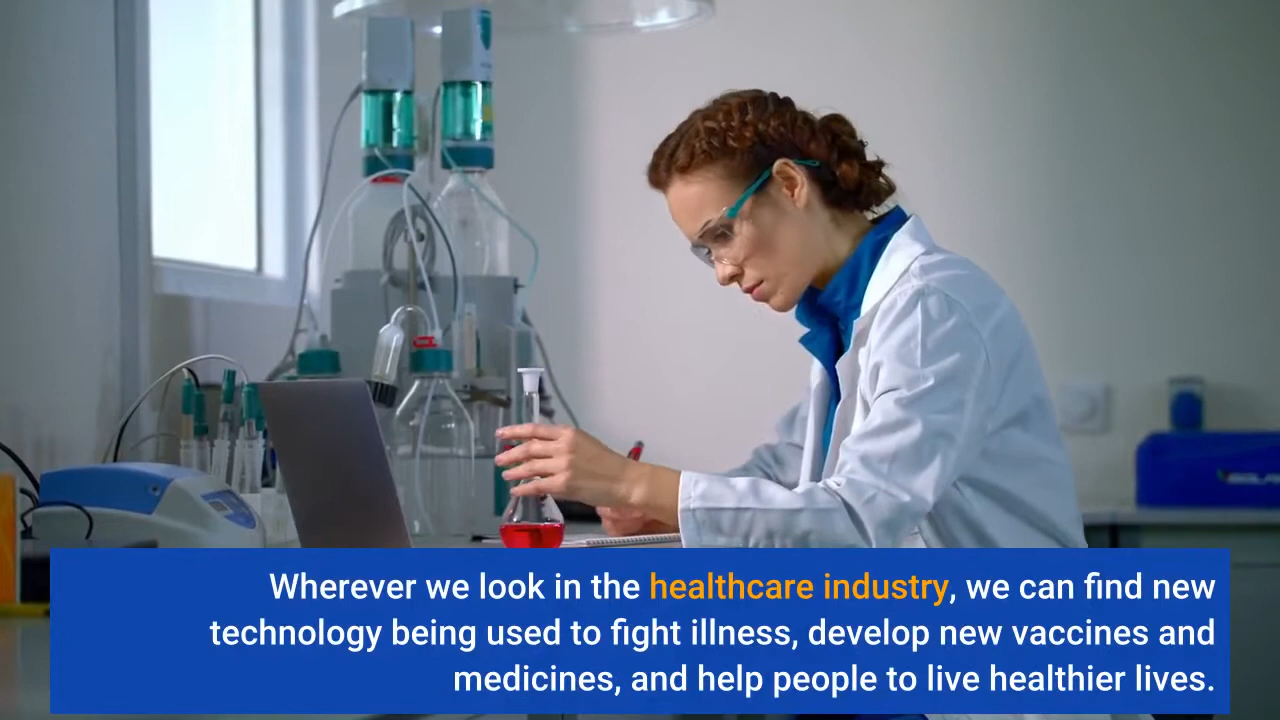 Wherever we look in the healthcare industry, we can find new
technology being used to fight illness, develop new vaccines and
medicines, and help people to live healthier lives.